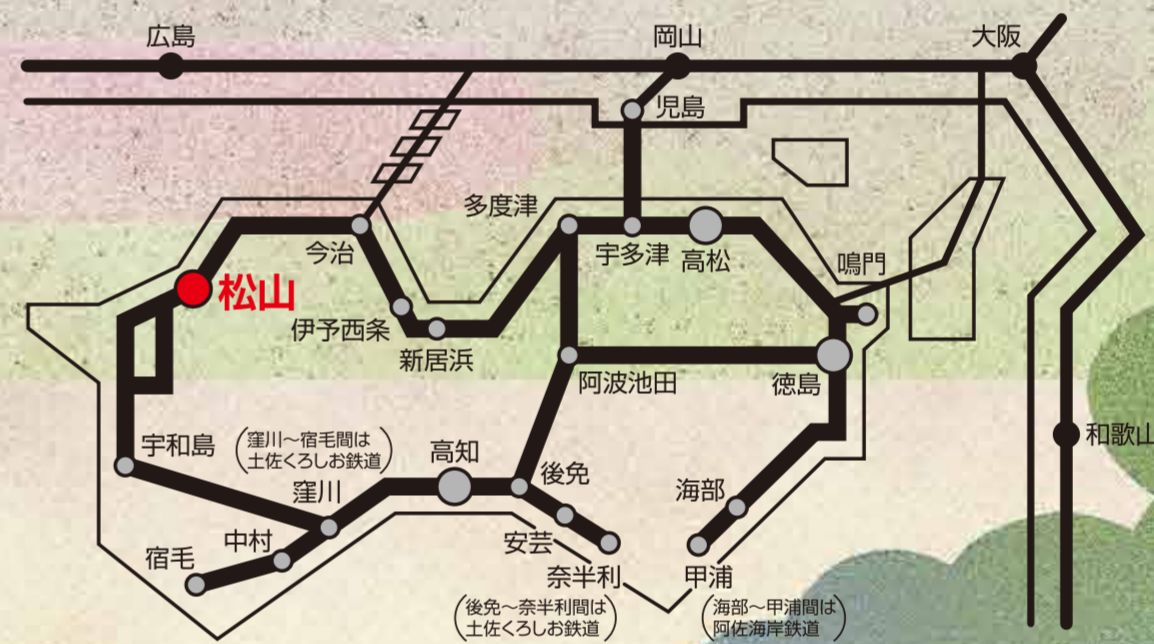 広島
岡山
大阪
児島
多度津
今治
宇多津
高松
鳴門
松山
伊予西条
新居浜
阿波池田
徳島
宇和島
(窪川～宿毛間は
土佐くろしお鉄道)
高知
和歌山
後免
窪川
海部
中村
安芸
宿毛
奈半利
甲浦
(後免～奈半利間は
土佐くろしお鉄道)
(海部～甲浦間は
阿佐海岸鉄道)